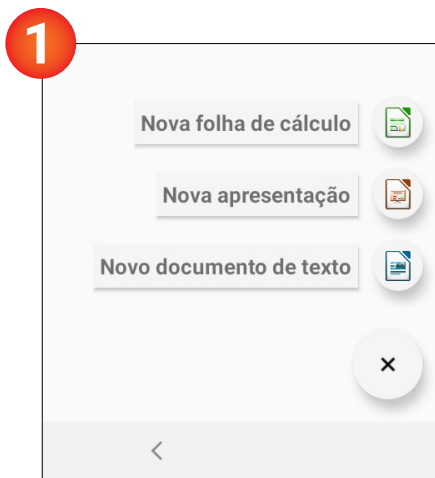 1
Nova folha de cálculo
Nova apresentação
Novo documento de texto